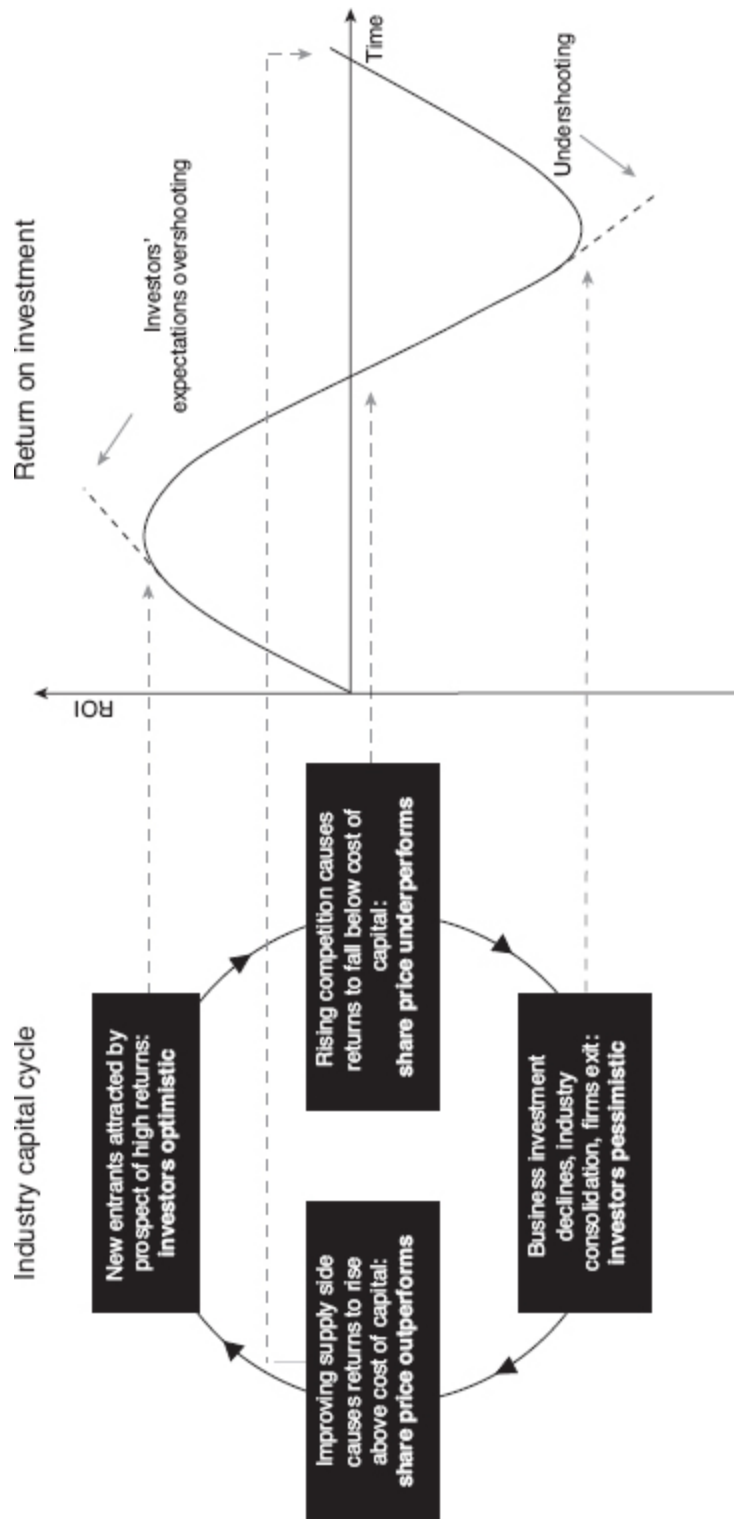 Industry capital cycle
New entrants attracted by
prospect of high returns:
investors optimistic
Rising competition causes
returns to fall below cost of
capital:
share price underperforms
Business investment
declines, industry
consolidation, firms exit:
investors pessimistic
Improving supply side
causes returns to rise
above cost of capital:
share price outperforms
Return on investment
ROI
Investors'
expectations overshooting
Time
Undershooting